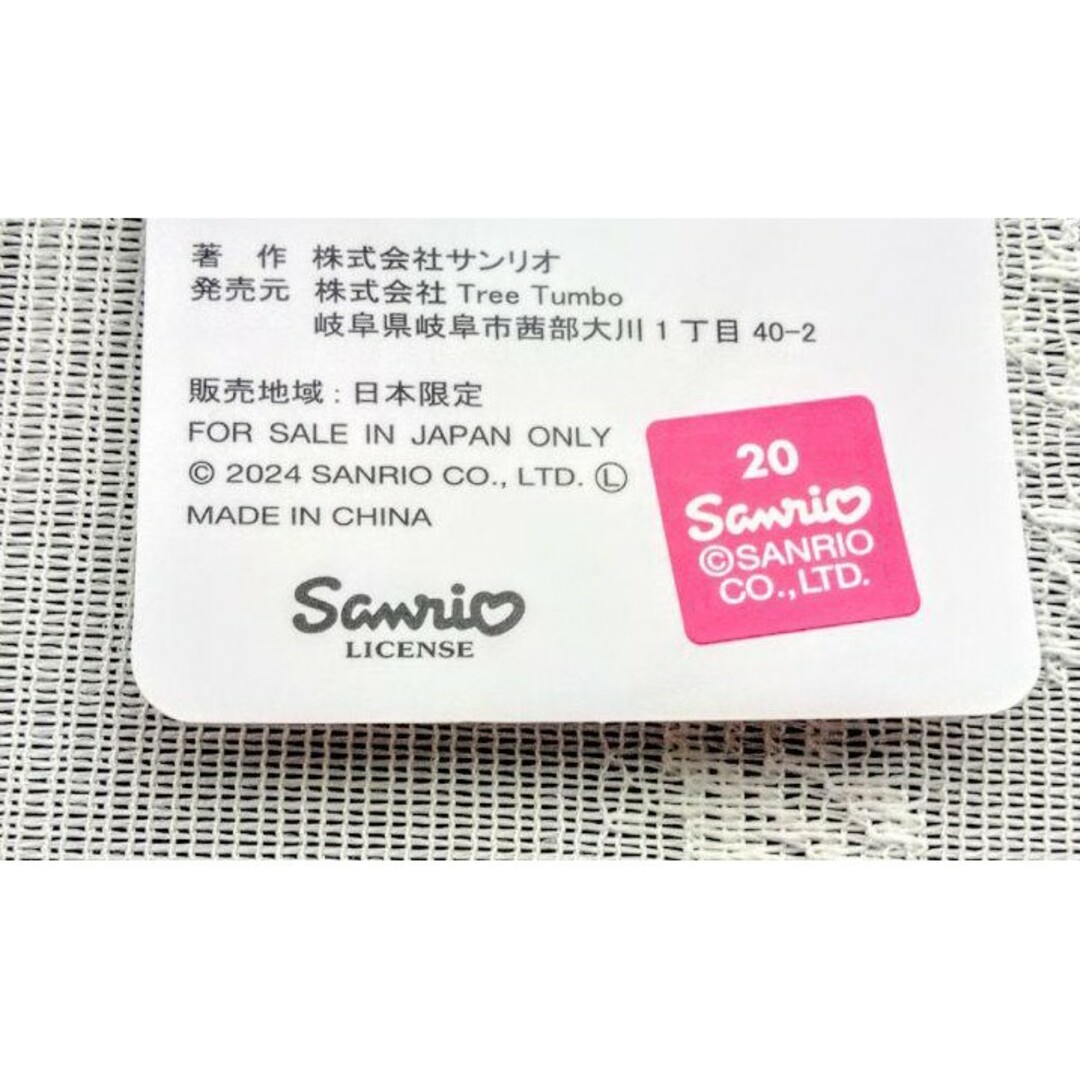 著　作　株式会社サンリオ
発売元　株式会社 Tree Tumbo
岐阜県岐阜市茜部大川1丁目40-2
販売地域：日本限定
FOR SALE IN JAPAN ONLY
© 2024 SANRIO CO., LTD. Ⓛ
MADE IN CHINA
Sanrio
LICENSE
20
Sanrio
©SANRIO
CO.,LTD.